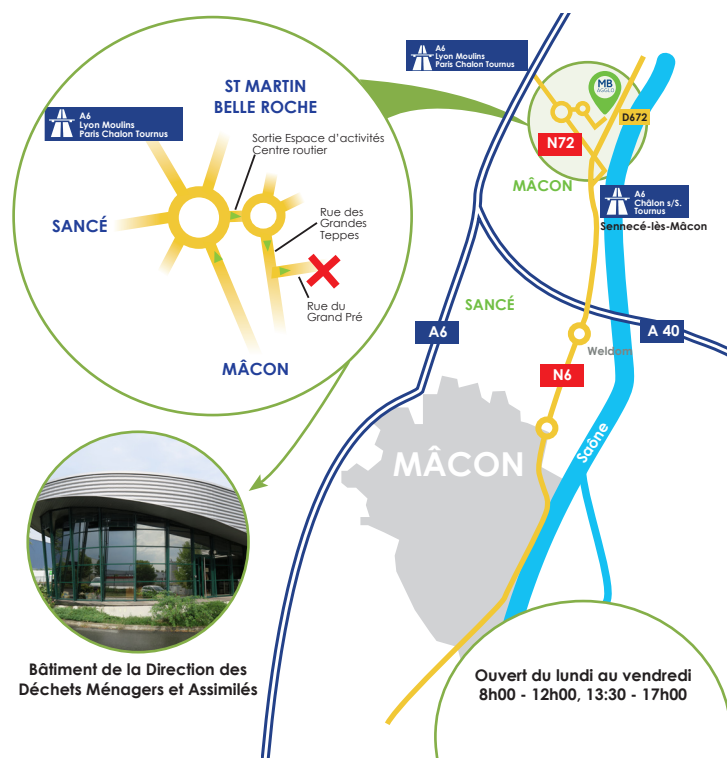 ST MARTIN
BELLE ROCHE
A6
Lyon Moulins
Paris Chalon Tournus
Sortie Espace d'activités
Centre routier
SANCÉ
Rue des
Grandes
Teppes
Rue du
Grand Pré
MÂCON
A6
Lyon Moulins
Paris Chalon Tournus
MB
AGGLO
D672
N72
MÂCON
A6
Châlon s/S.
Tournus
Sennecé-lès-Mâcon
SANCÉ
A6
A 40
Weldom
N6
MÂCON
Saône
Bâtiment de la Direction des
Déchets Ménagers et Assimilés
Ouvert du lundi au vendredi
8h00 - 12h00, 13:30 - 17h00